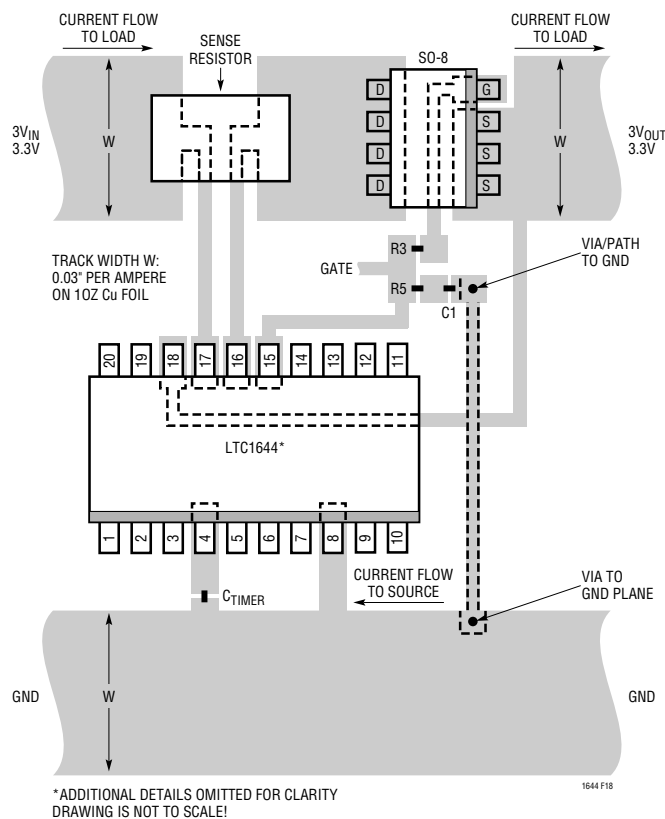 CURRENT FLOW
TO LOAD
SENSE
RESISTOR
SO-8
CURRENT FLOW
TO LOAD
3VIN
3.3V
W
D
D
D
D
G
S
S
S
W
3VOUT
3.3V
TRACK WIDTH W:
0.03" PER AMPERE
ON 1OZ Cu FOIL
R3
GATE
R5
C1
VIA/PATH
TO GND
20 19 18 17 16 15 14 13 12 11
LTC1644*
1 2 3 4 5 6 7 8 9 10
CTIMER
CURRENT FLOW
TO SOURCE
VIA TO
GND PLANE
GND
W
GND
*ADDITIONAL DETAILS OMITTED FOR CLARITY
DRAWING IS NOT TO SCALE!
1644 F18